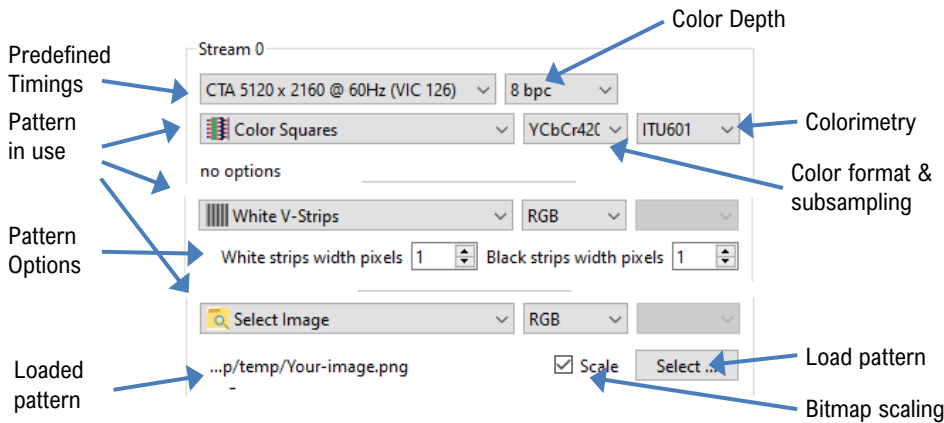 Color Depth
Predefined
Timings
Stream 0
CTA 5120 x 2160 @ 60Hz (VIC 126)
8 bpc
Pattern
in use
Color Squares
YCbCr420
ITU601
Colorimetry
no options
Color format &
subsampling
White V-Strips
RGB
Pattern
Options
White strips width pixels 1
Black strips width pixels 1
Select Image
RGB
Loaded
pattern
...p/temp/Your-image.png
Scale
Select ...
Load pattern
Bitmap scaling